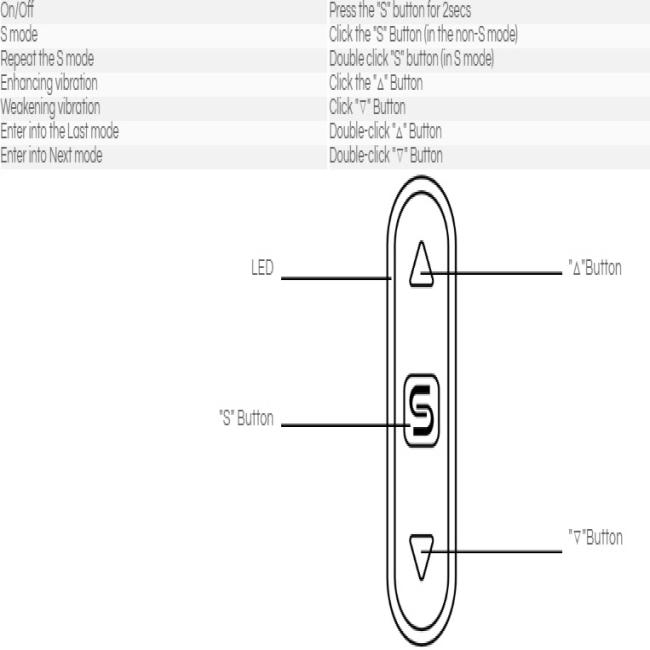 On/Off Press the "S" button for 2secs
S mode Click the "S" Button (in the non-S mode)
Repeat the S mode Double click "S" button (in S mode)
Enhancing vibration Click the "△" Button
Weakening vibration Click "▽" Button
Enter into the Last mode Double-click "△" Button
Enter into Next mode Double-click "▽" Button
LED "△"Button
"S" Button S
"▽"Button